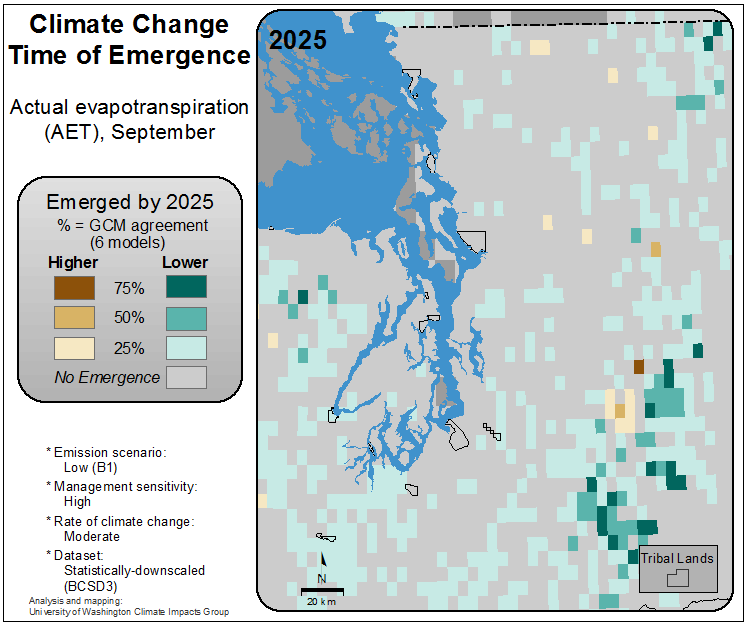 Climate Change
Time of Emergence
Actual evapotranspiration
(AET), September
Emerged by 2025
% = GCM agreement
(6 models)
Higher Lower
75%
50%
25%
No Emergence
* Emission scenario:
Low (B1)
* Management sensitivity:
High
* Rate of climate change:
Moderate
* Dataset:
Statistically-downscaled
(BCSD3)
Analysis and mapping:
University of Washington Climate Impacts Group
2025
N
20 km
Tribal Lands